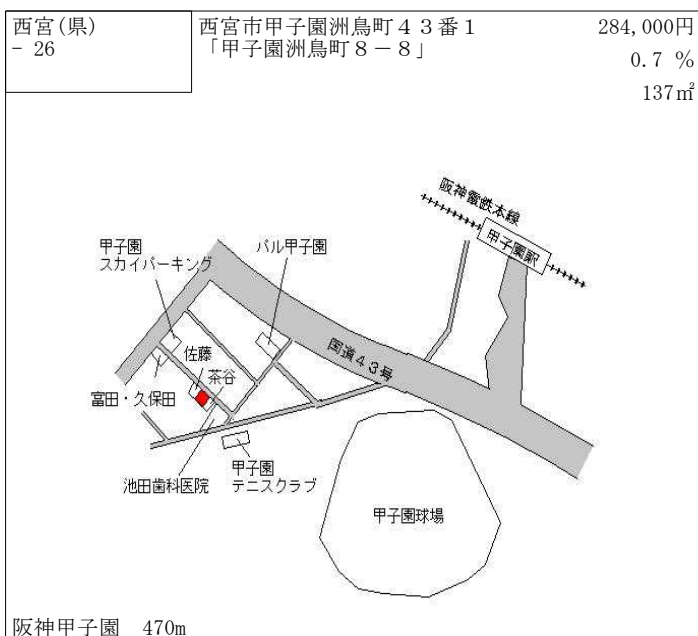 西宮(県)
- 26
西宮市甲子園洲鳥町４３番１
「甲子園洲鳥町８－８」
284,000円
0.7 %
137㎡
阪神電鉄本線
甲子園駅
甲子園
スカイパーキング
パル甲子園
国道４３号
佐藤
茶谷
富田・久保田
池田歯科医院
甲子園
テニスクラブ
甲子園球場
阪神甲子園　470m